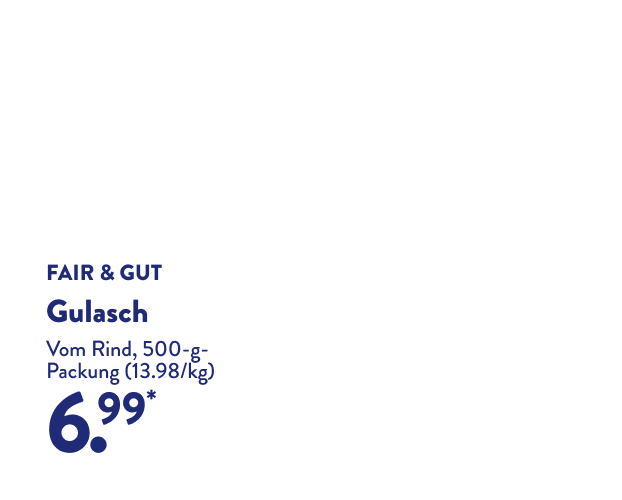 FAIR & GUT
Gulasch
Vom Rind, 500-g-
Packung (13.98/kg)
6.99*